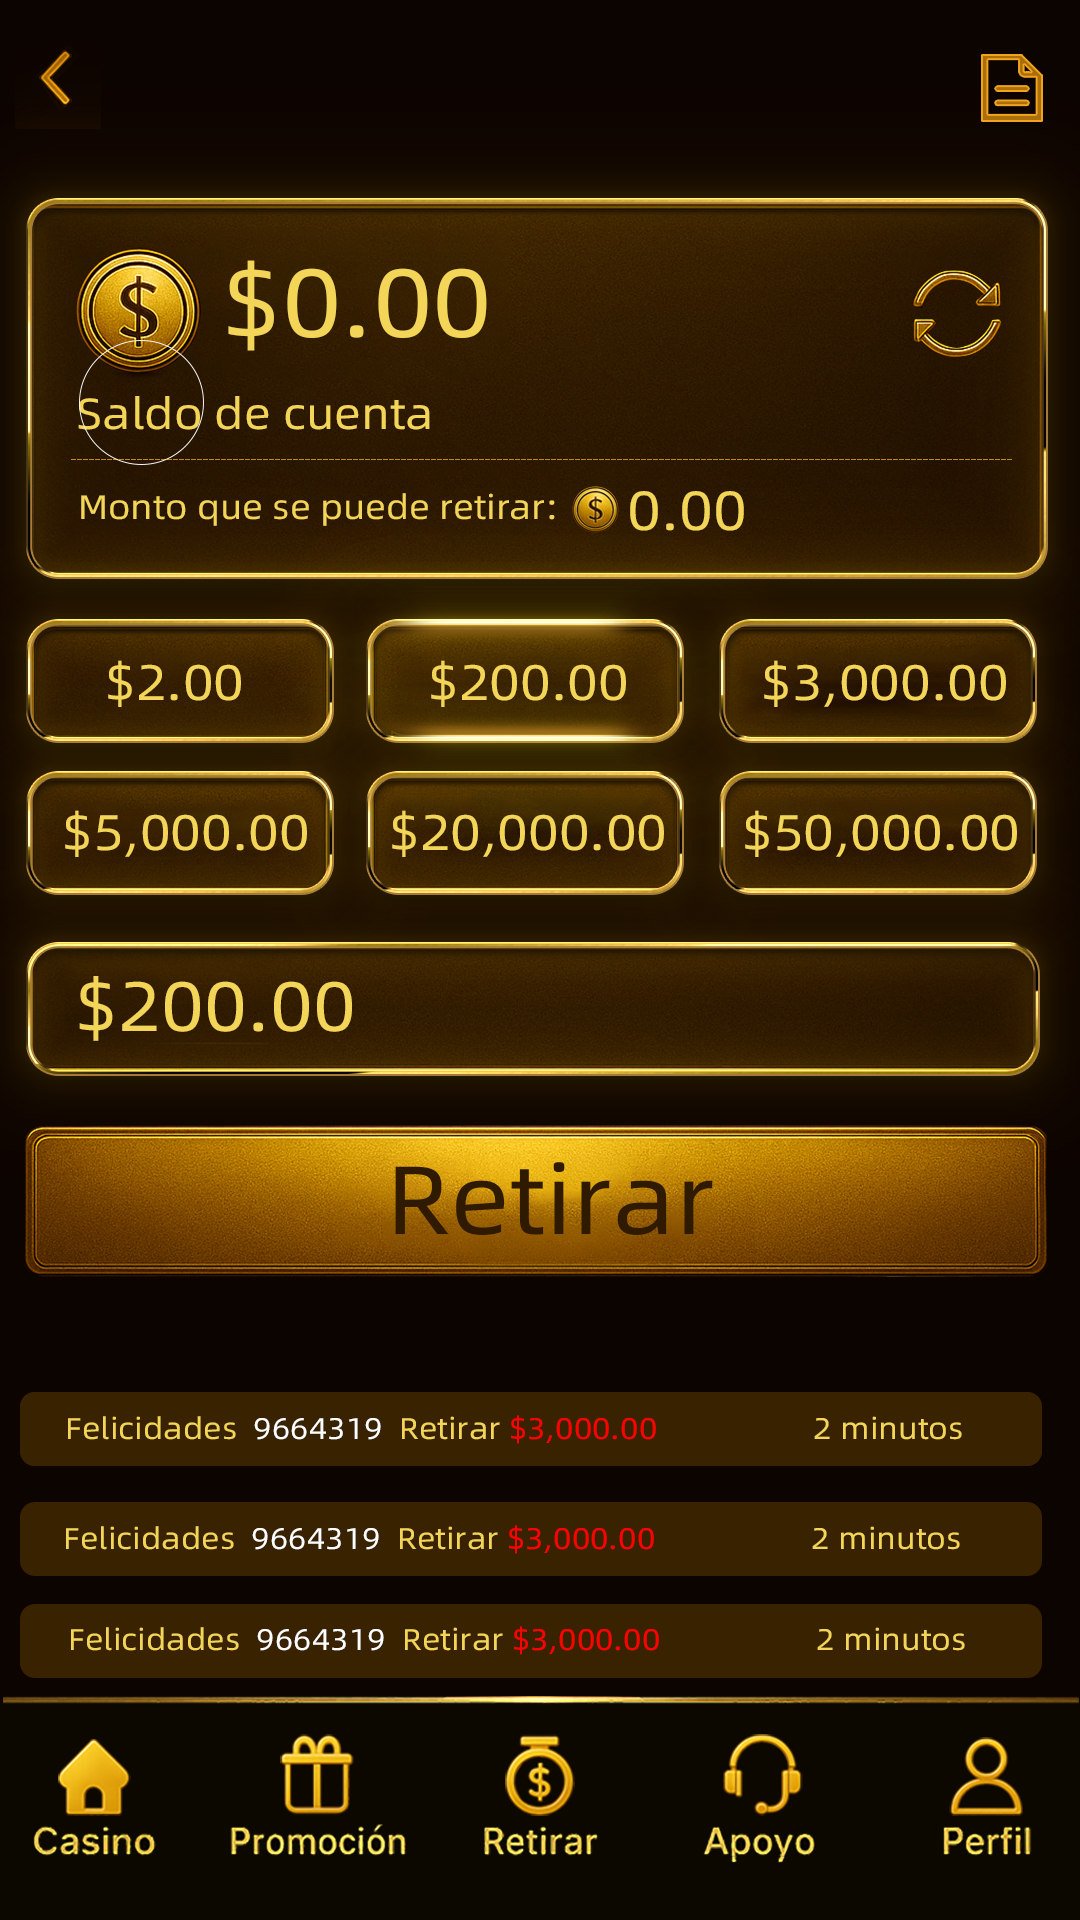 $0.00
Saldo de cuenta
Monto que se puede retirar: $ 0.00
$2.00 $200.00 $3,000.00
$5,000.00 $20,000.00 $50,000.00
$200.00
Retirar
Felicidades 9664319 Retirar $3,000.00 2 minutos
Felicidades 9664319 Retirar $3,000.00 2 minutos
Felicidades 9664319 Retirar $3,000.00 2 minutos
Casino Promoción Retirar Apoyo Perfil